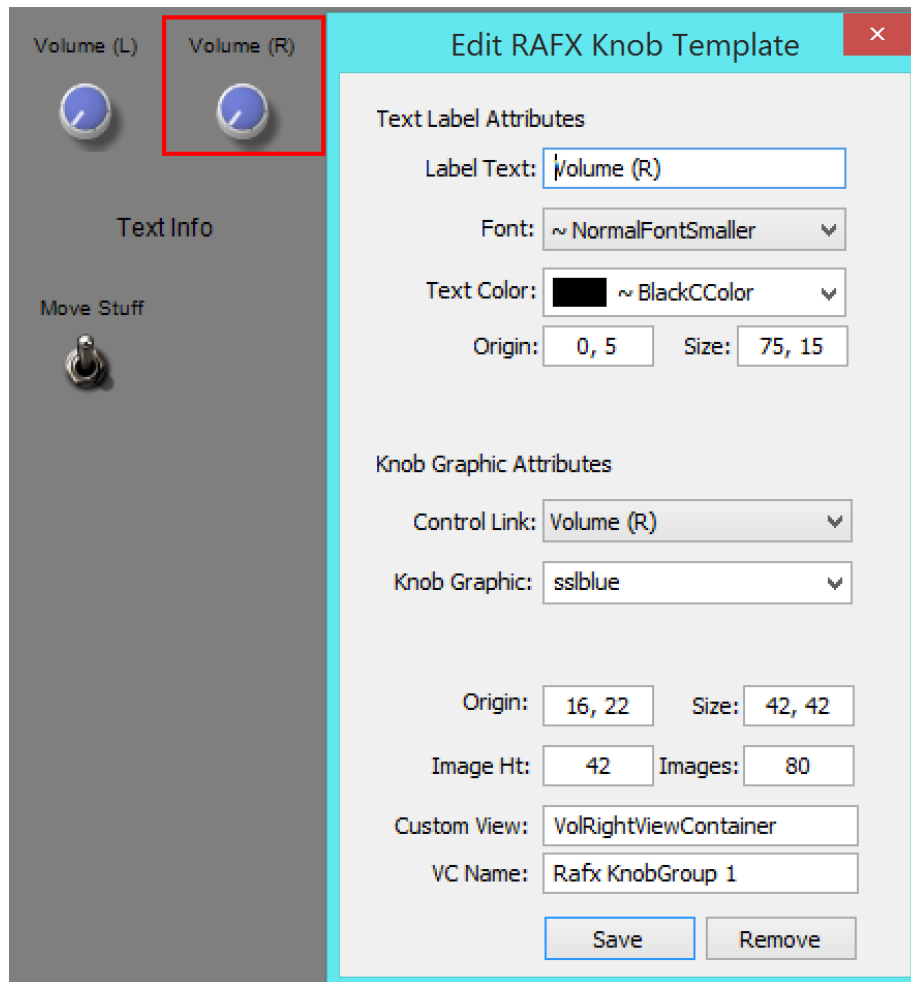 Volume (L)
Volume (R)
Text Info
Move Stuff
Edit RAFX Knob Template
×
Text Label Attributes
Label Text: Volume (R)
Font: ~ NormalFontSmaller
Text Color: ~ BlackCColor
Origin: 0, 5 Size: 75, 15
Knob Graphic Attributes
Control Link: Volume (R)
Knob Graphic: sslblue
Origin: 16, 22 Size: 42, 42
Image Ht: 42 Images: 80
Custom View: VolRightViewContainer
VC Name: Rafx KnobGroup 1
Save Remove